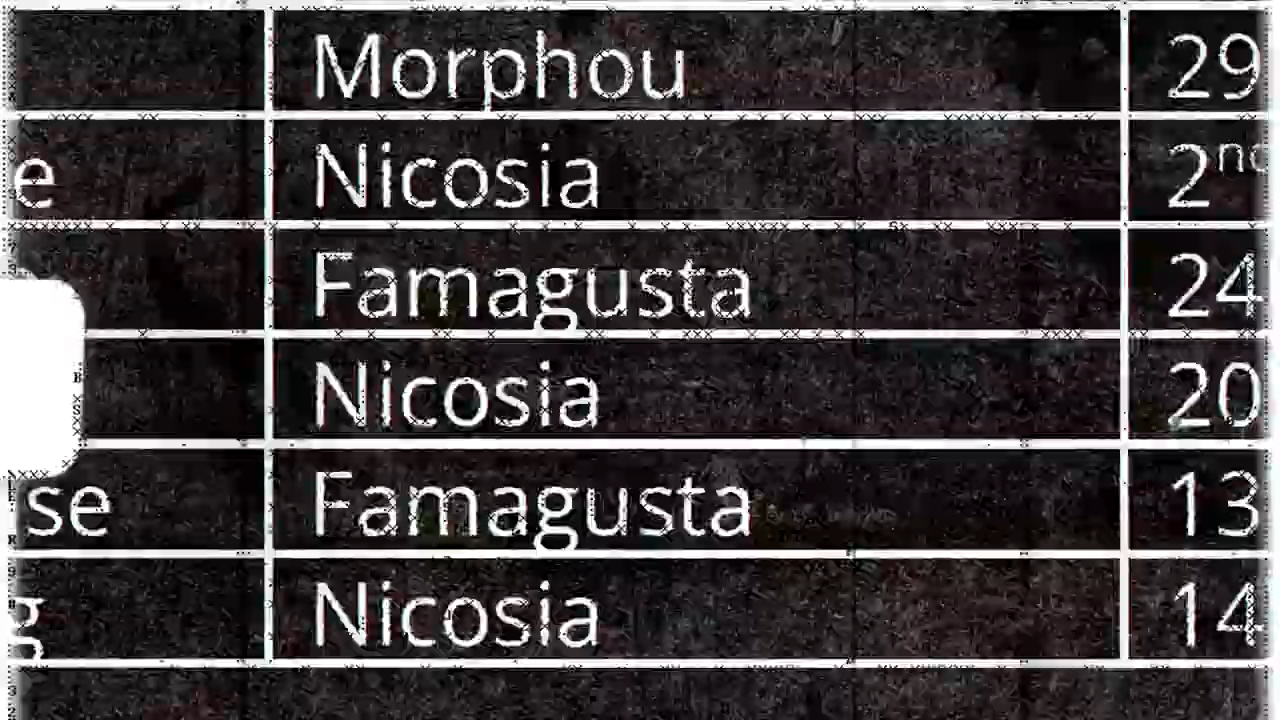 Morphou 29
e Nicosia 2nd
Famagusta 24
Nicosia 20
se Famagusta 13
g Nicosia 14